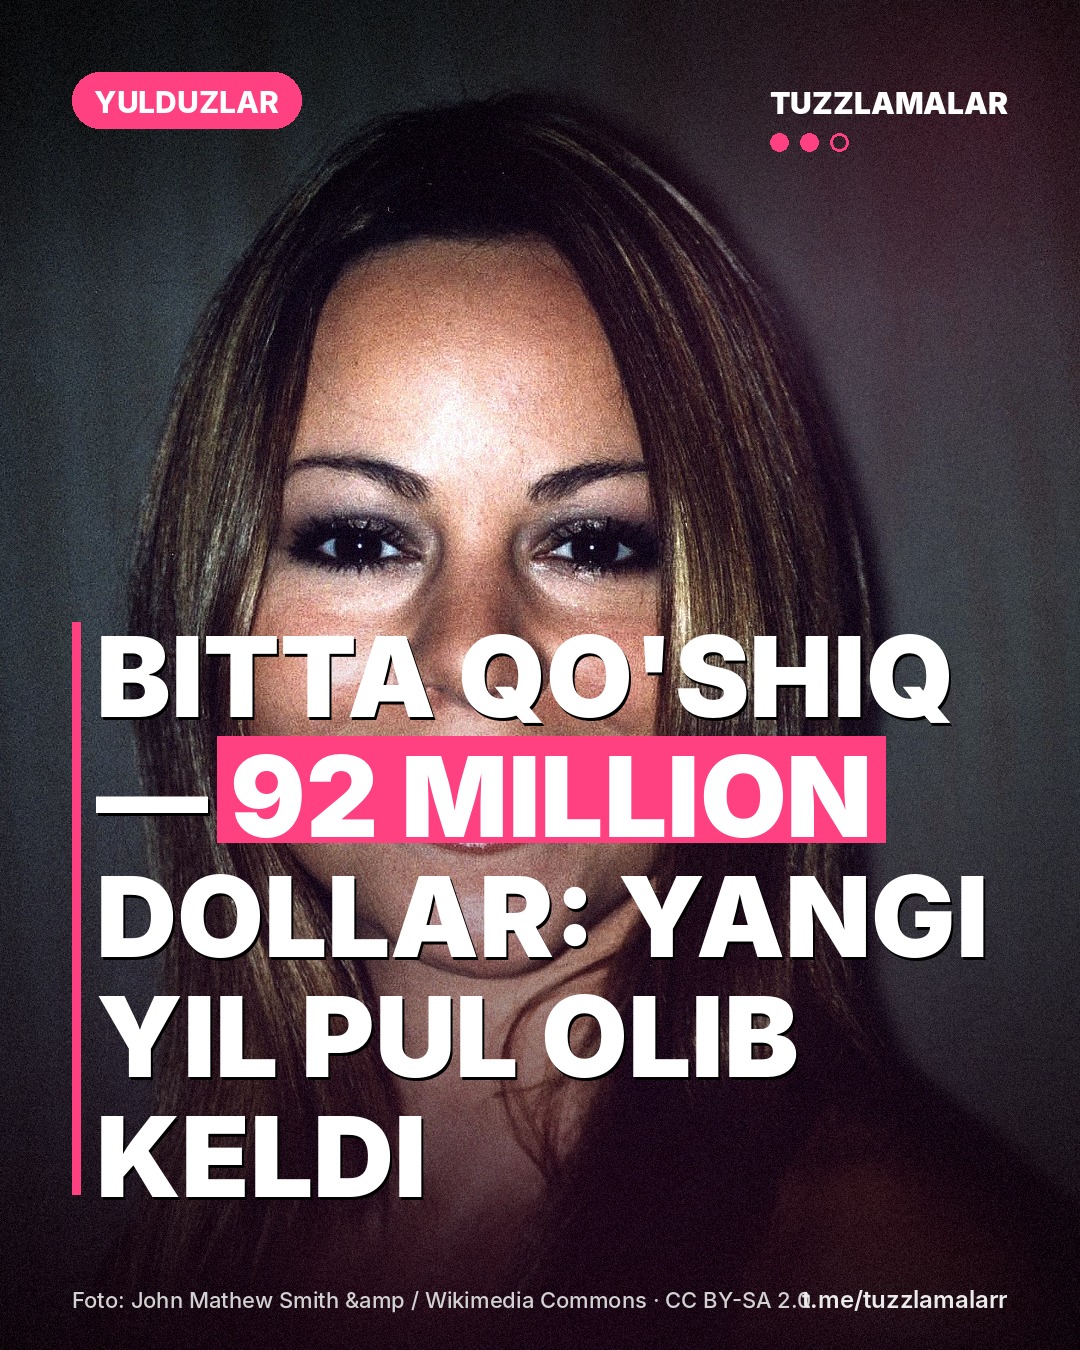 YULDUZLAR
TUZZLAMALAR
BITTA QO'SHIQ
— 92 MILLION
DOLLAR: YANGI
YIL PUL OLIB
KELDI
Foto: John Mathew Smith &amp / Wikimedia Commons · CC BY-SA 2.0
t.me/tuzzlamalarr